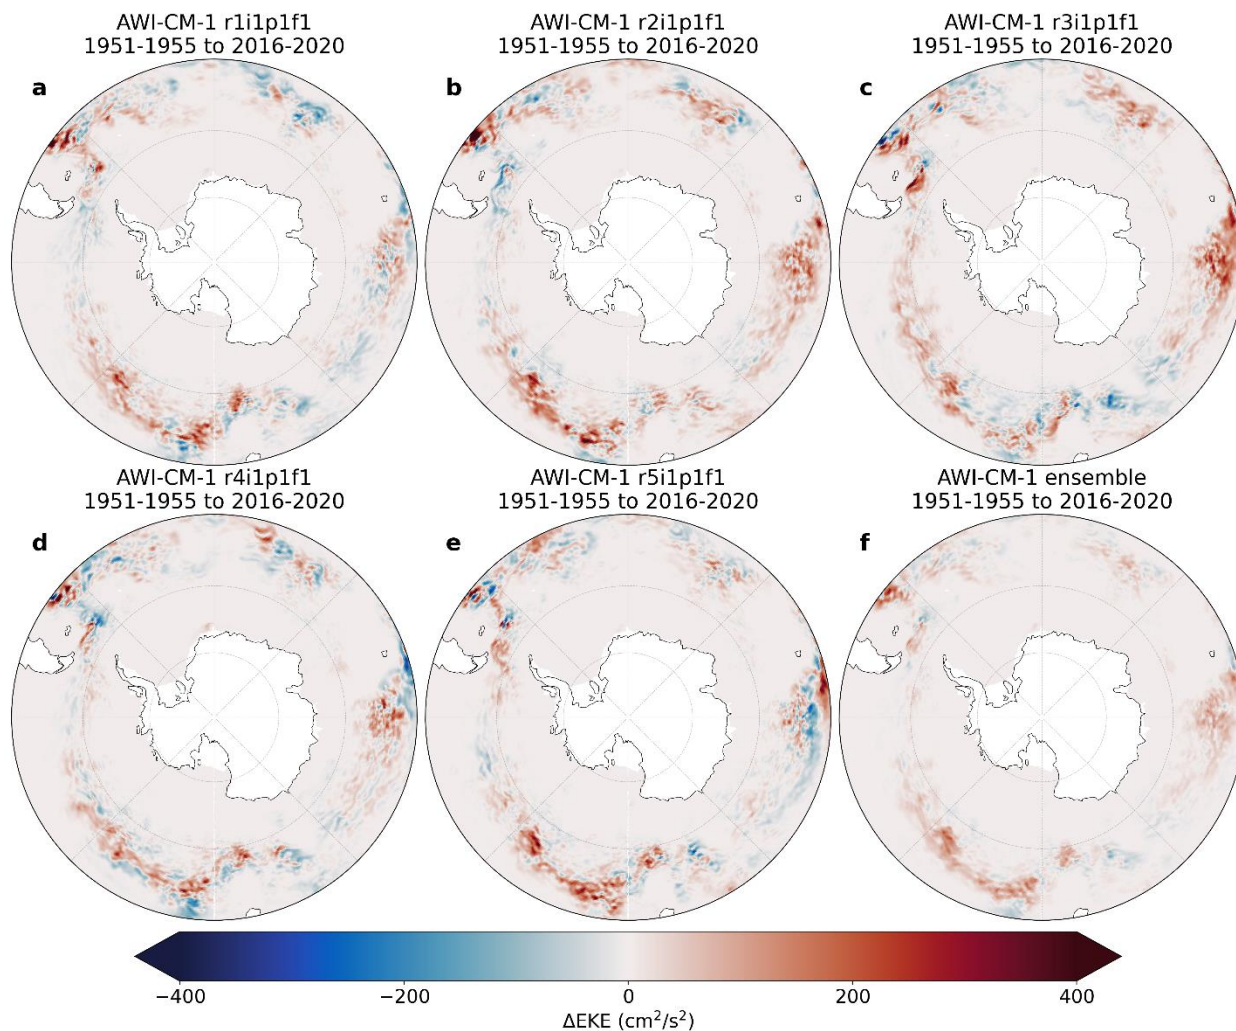 AWI-CM-1 r1i1p1f1
1951-1955 to 2016-2020
a
AWI-CM-1 r2i1p1f1
1951-1955 to 2016-2020
b
AWI-CM-1 r3i1p1f1
1951-1955 to 2016-2020
c
AWI-CM-1 r4i1p1f1
1951-1955 to 2016-2020
d
AWI-CM-1 r5i1p1f1
1951-1955 to 2016-2020
e
AWI-CM-1 ensemble
1951-1955 to 2016-2020
f
−400 −200 0 200 400
ΔEKE (cm²/s²)